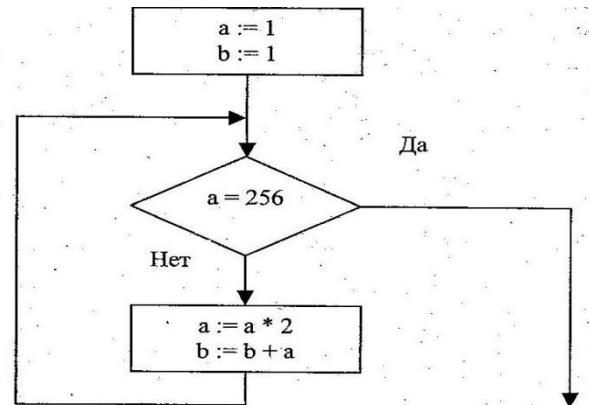 a := 1
b := 1
Да
a = 256
Нет
a := a * 2
b := b + a